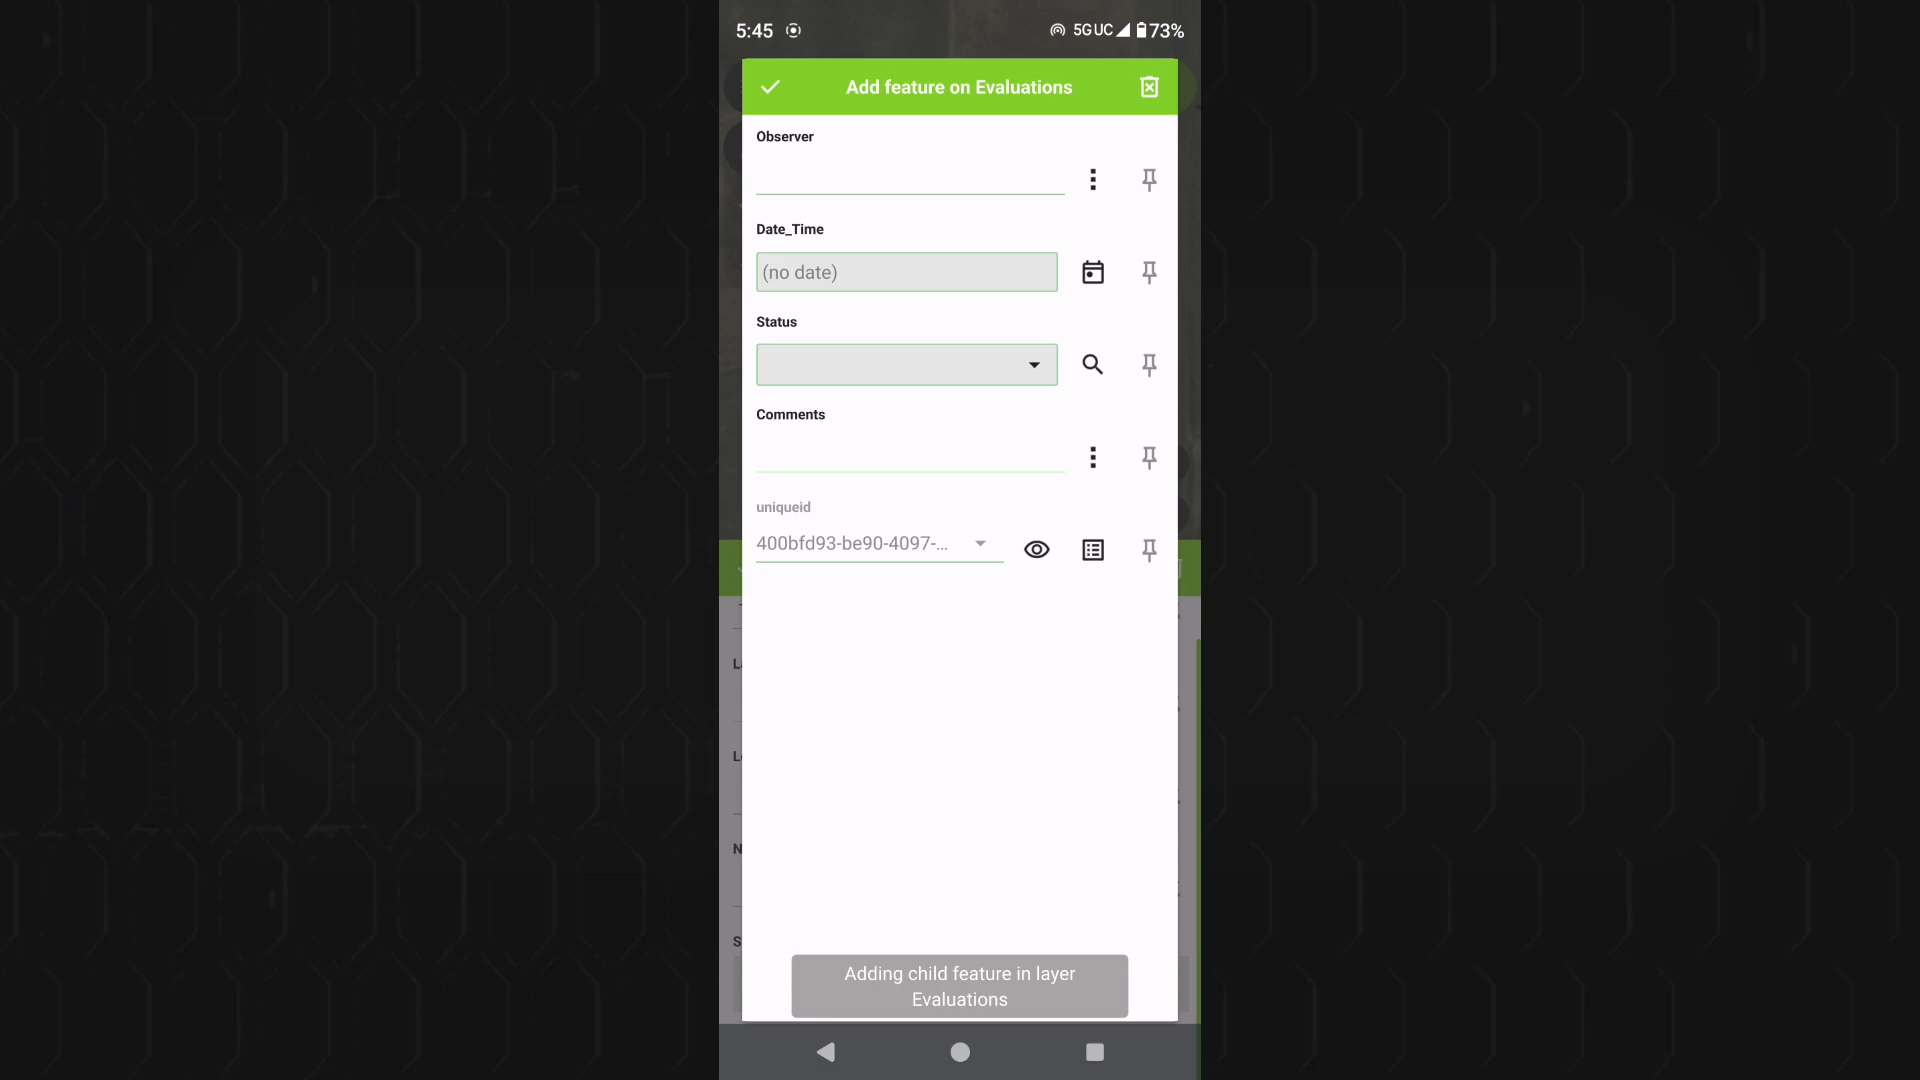 5:45
5G UC 73%
Add feature on Evaluations
Observer
Date_Time
(no date)
Status
Comments
uniqueid
400bfd93-be90-4097-...
Adding child feature in layer
Evaluations